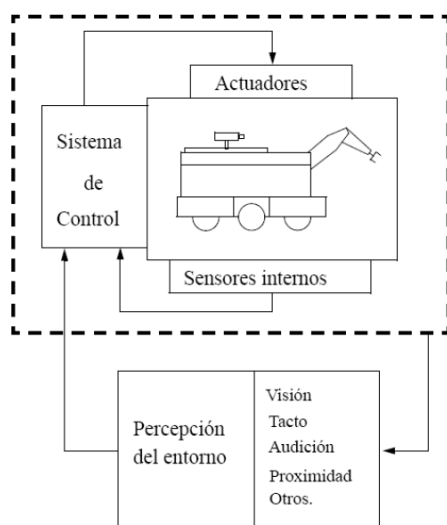 Actuadores
Sistema
de
Control
Sensores internos
Percepción
del entorno
Visión
Tacto
Audición
Proximidad
Otros.